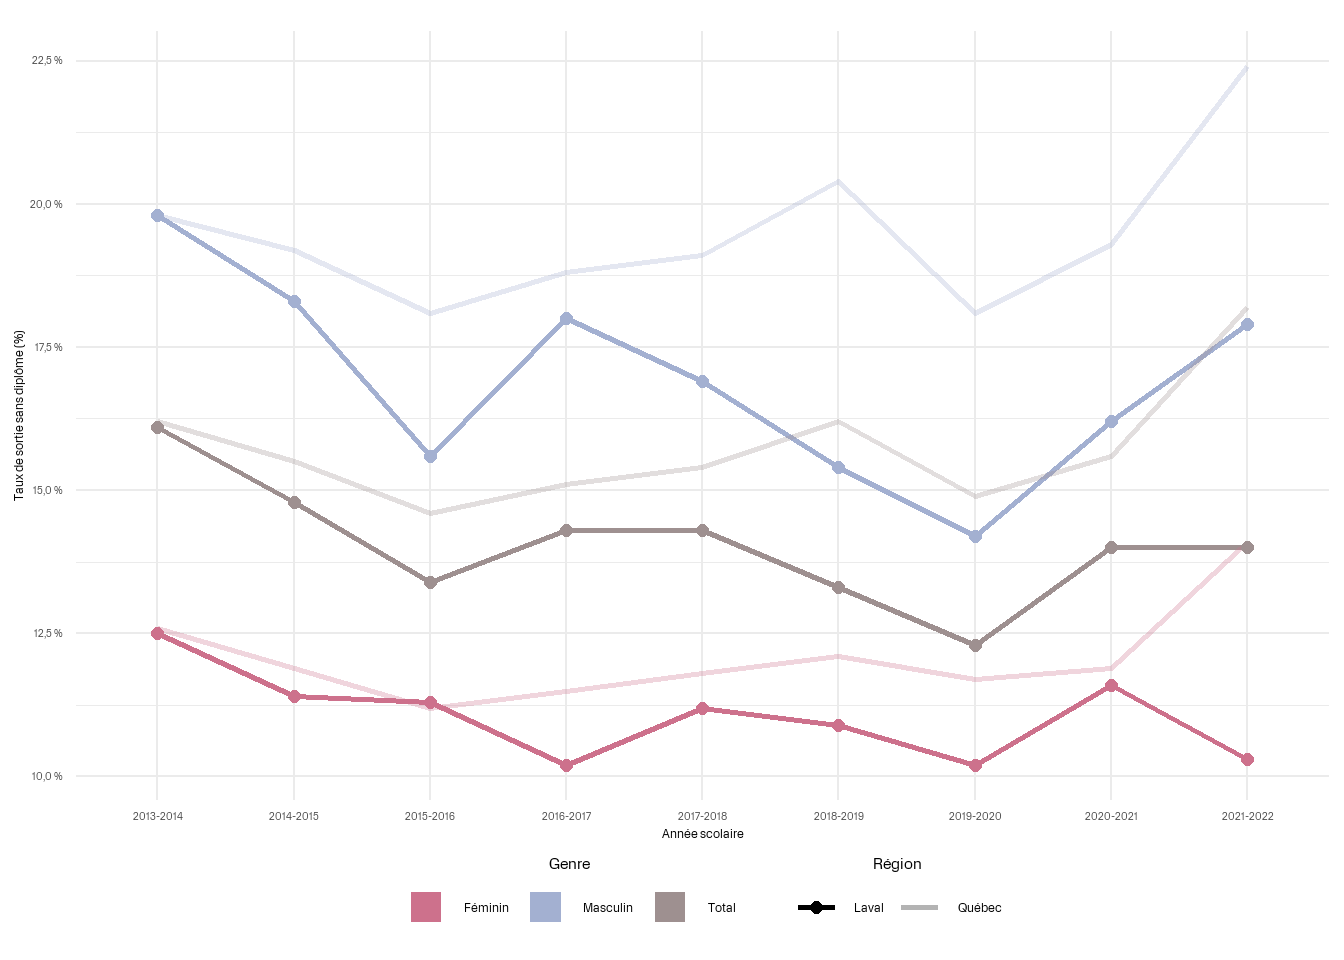 22,5 %
20,0 %
17,5 %
15,0 %
12,5 %
10,0 %
Taux de sortie sans diplôme (%)
2013-2014 2014-2015 2015-2016 2016-2017 2017-2018 2018-2019 2019-2020 2020-2021 2021-2022
Année scolaire
Genre Région
Féminin Masculin Total Laval Québec